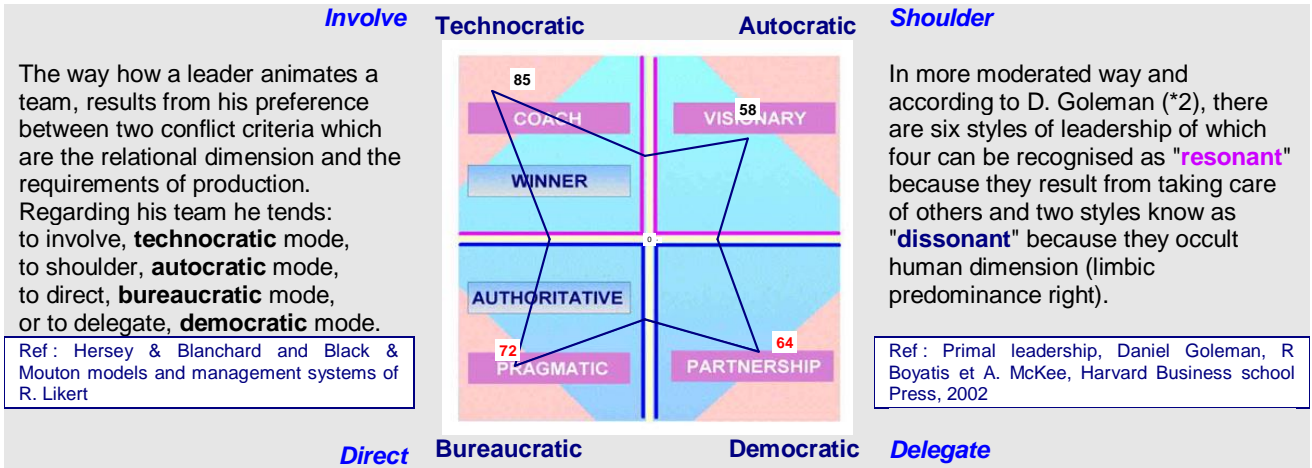 Involve
Technocratic
Autocratic
Shoulder
The way how a leader animates a
team, results from his preference
between two conflict criteria which
are the relational dimension and the
requirements of production.
Regarding his team he tends:
to involve, technocratic mode,
to shoulder, autocratic mode,
to direct, bureaucratic mode,
or to delegate, democratic mode.
Ref : Hersey & Blanchard and Black &
Mouton models and management systems of
R. Likert
85
58
COACH
VISIONARY
WINNER
0
AUTHORITATIVE
72
64
PRAGMATIC
PARTNERSHIP
In more moderated way and
according to D. Goleman (*2), there
are six styles of leadership of which
four can be recognised as "resonant"
because they result from taking care
of others and two styles know as
"dissonant" because they occult
human dimension (limbic
predominance right).
Ref : Primal leadership, Daniel Goleman, R
Boyatis et A. McKee, Harvard Business school
Press, 2002
Direct
Bureaucratic
Democratic
Delegate